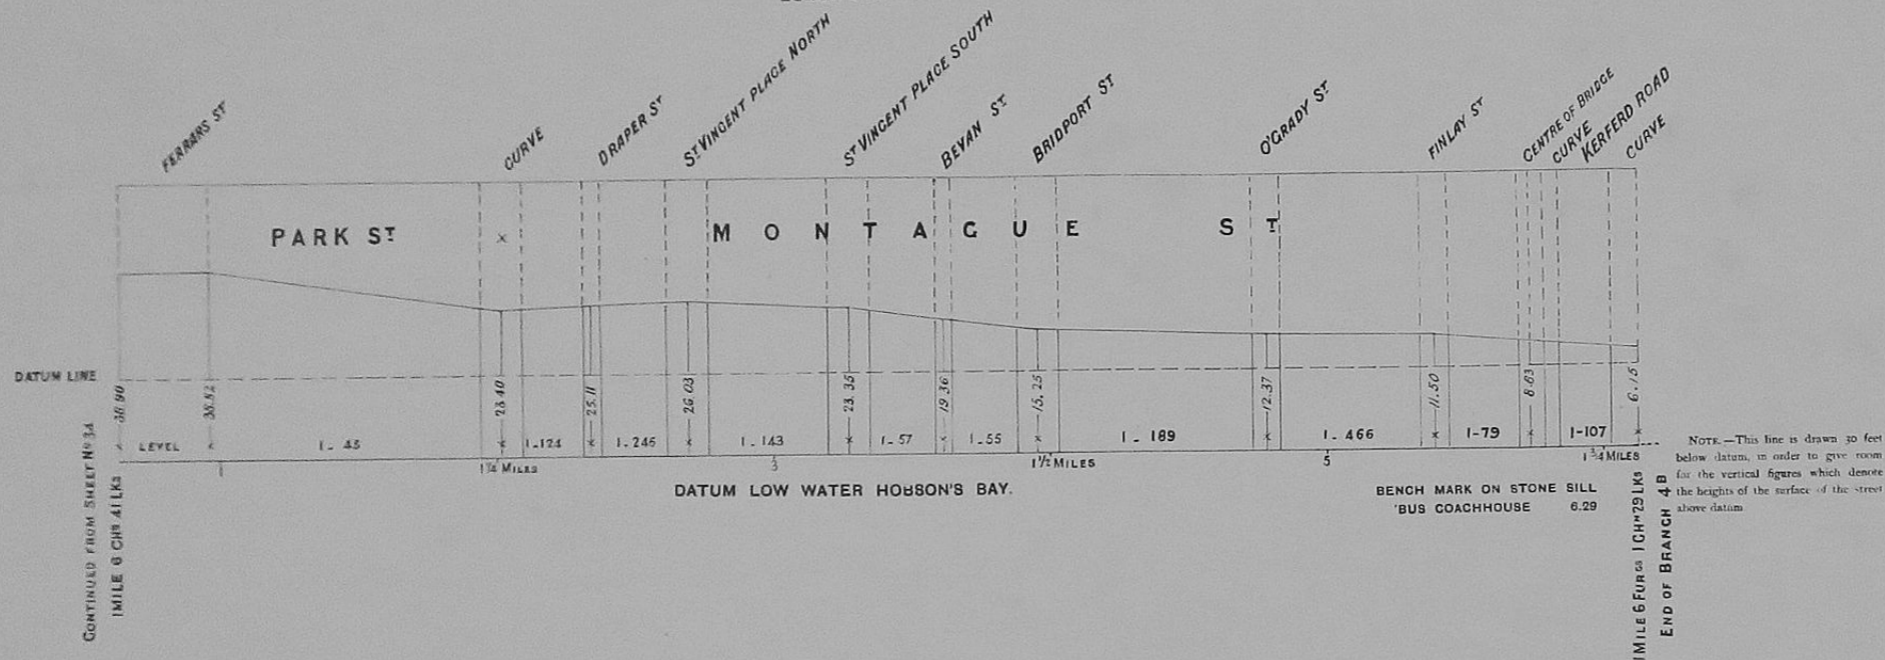 FERRARS ST
CURVE
DRAPER ST
ST VINCENT PLACE NORTH
ST VINCENT PLACE SOUTH
BEVAN ST
BRIDPORT ST
O'GRADY ST
FINLAY ST
CENTRE OF BRIDGE
CURVE
KERFERD ROAD
CURVE
PARK ST
×
MONTAGUE ST
DATUM LINE
38.90
38.52
23.40
25.11
26.03
23.35
19.36
15.25
12.37
11.50
8.63
6.15
LEVEL
1-43
1-124
1.246
1.143
1-57
1-55
1-189
1.466
1-79
1-107
1
1¼ MILES
3
1½ MILES
5
1¾ MILES
DATUM LOW WATER HOBSON'S BAY.
BENCH MARK ON STONE SILL
'BUS COACHHOUSE 6.29
NOTE.—This line is drawn 30 feet
below datum, in order to give room
for the vertical figures which denote
the heights of the surface of the street
above datum
CONTINUED FROM SHEET No 34
1 MILE 6 CHS 41 LKS
1 MILE 6 FURGS 1 CHN 29 LKS
END OF BRANCH 4B